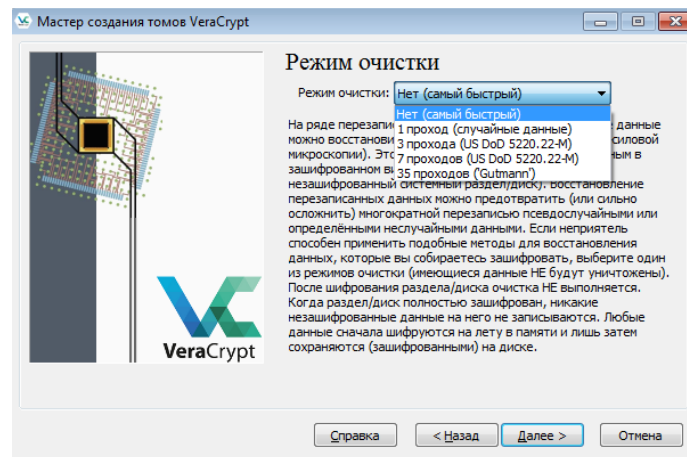 Мастер создания томов VeraCrypt
Режим очистки
Режим очистки: Нет (самый быстрый)
Нет (самый быстрый)
1 проход (случайные данные)
3 прохода (US DoD 5220.22-M)
7 проходов (US DoD 5220.22-M)
35 проходов ('Gutmann')
На ряде перезапи данные
можно восстанови силовой
микроскопии). Это ным в
зашифрованном ви
незашифрованный системный раздел/диск). Восстановление
перезаписанных данных можно предотвратить (или сильно
осложнить) многократной перезаписью псевдослучайными или
определёнными неслучайными данными. Если неприятель
способен применить подобные методы для восстановления
данных, которые вы собираетесь зашифровать, выберите один
из режимов очистки (имеющиеся данные НЕ будут уничтожены).
После шифрования раздела/диска очистка НЕ выполняется.
Когда раздел/диск полностью зашифрован, никакие
незашифрованные данные на него не записываются. Любые
данные сначала шифруются на лету в памяти и лишь затем
сохраняются (зашифрованными) на диске.
VeraCrypt
Справка
< Назад
Далее >
Отмена